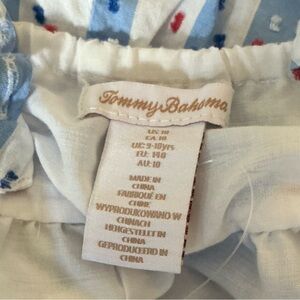 Tommy Bahama
US: 10
CA: 10
UK: 9-10yrs
EU: 140
AU: 10
MADE IN
CHINA
FABRIQUÉ EN
CHINE
WYPRODUKOWANO W
CHINACH
HERGESTELLT IN
CHINA
GEPRODUCEERD IN
CHINA